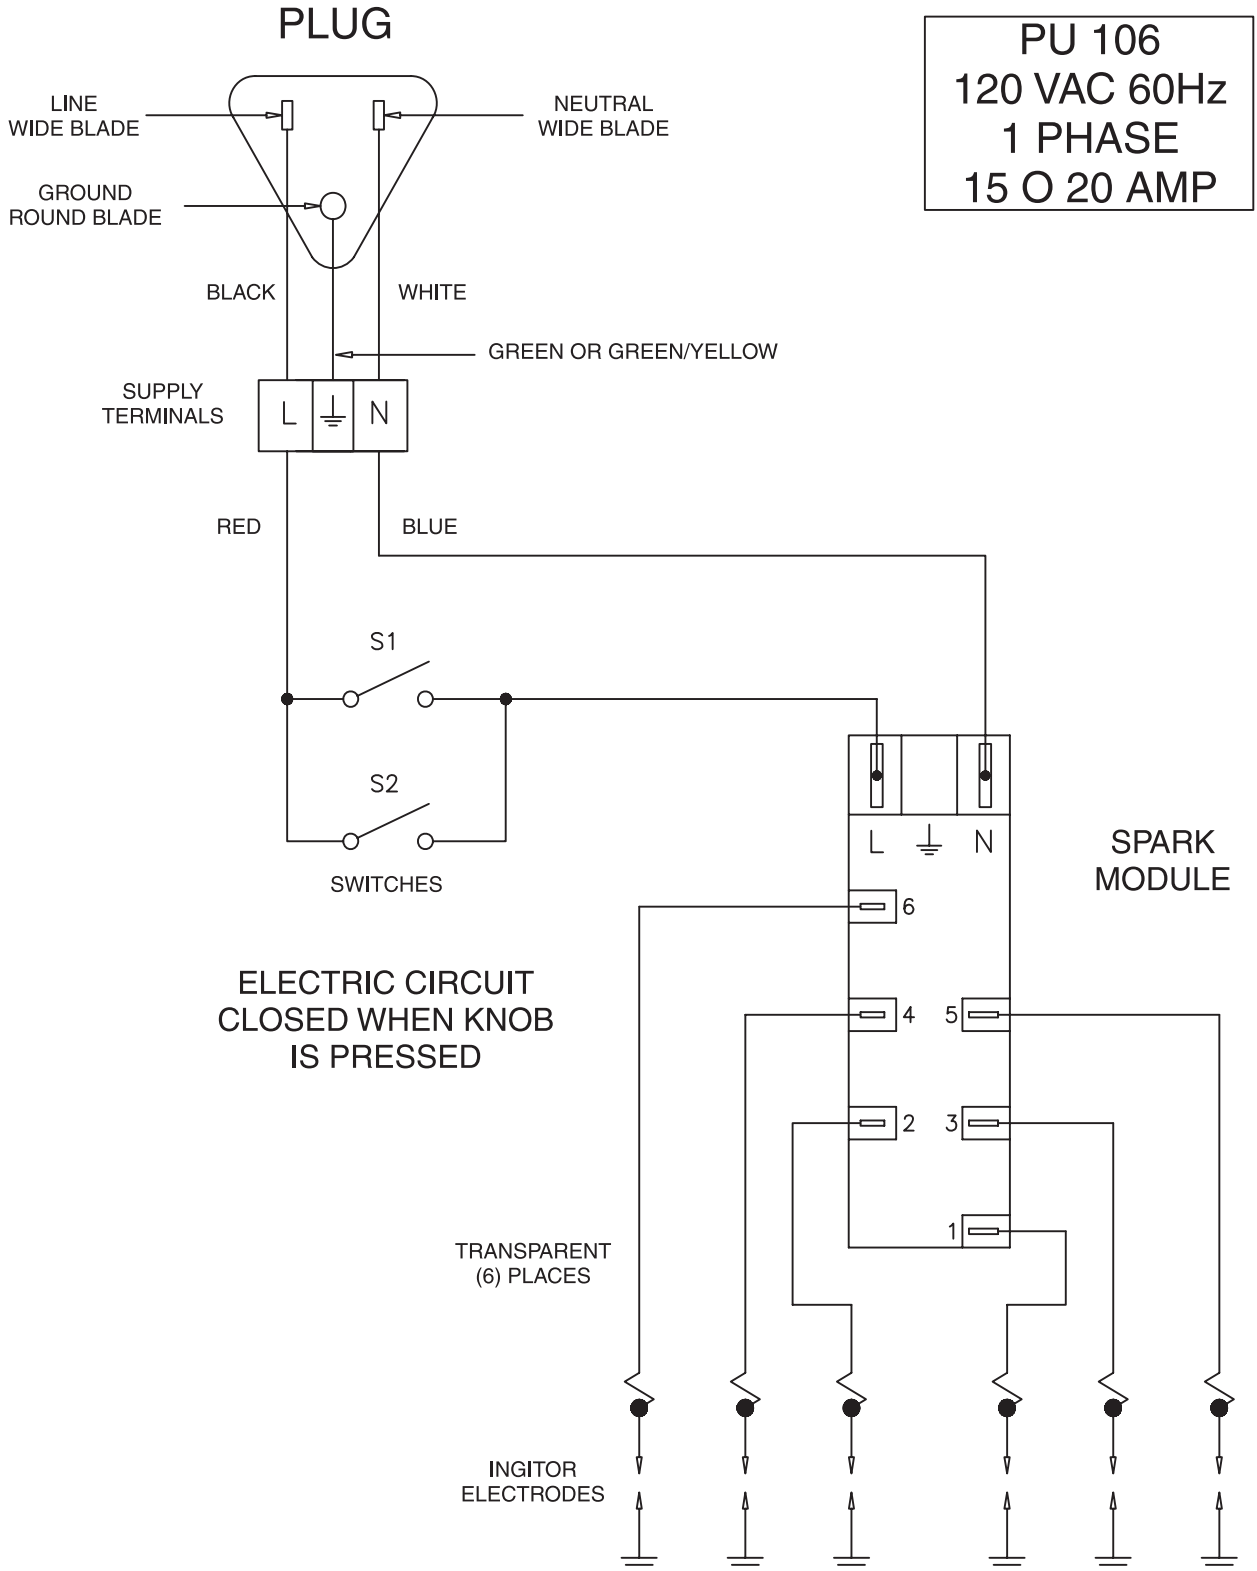 PLUG
PU 106
120 VAC 60Hz
1 PHASE
15 O 20 AMP
LINE
WIDE BLADE
NEUTRAL
WIDE BLADE
GROUND
ROUND BLADE
BLACK
WHITE
GREEN OR GREEN/YELLOW
SUPPLY
TERMINALS
L
N
RED
BLUE
S1
S2
SWITCHES
L
N
SPARK
MODULE
6
ELECTRIC CIRCUIT
CLOSED WHEN KNOB
IS PRESSED
4
5
2
3
1
TRANSPARENT
(6) PLACES
INGITOR
ELECTRODES